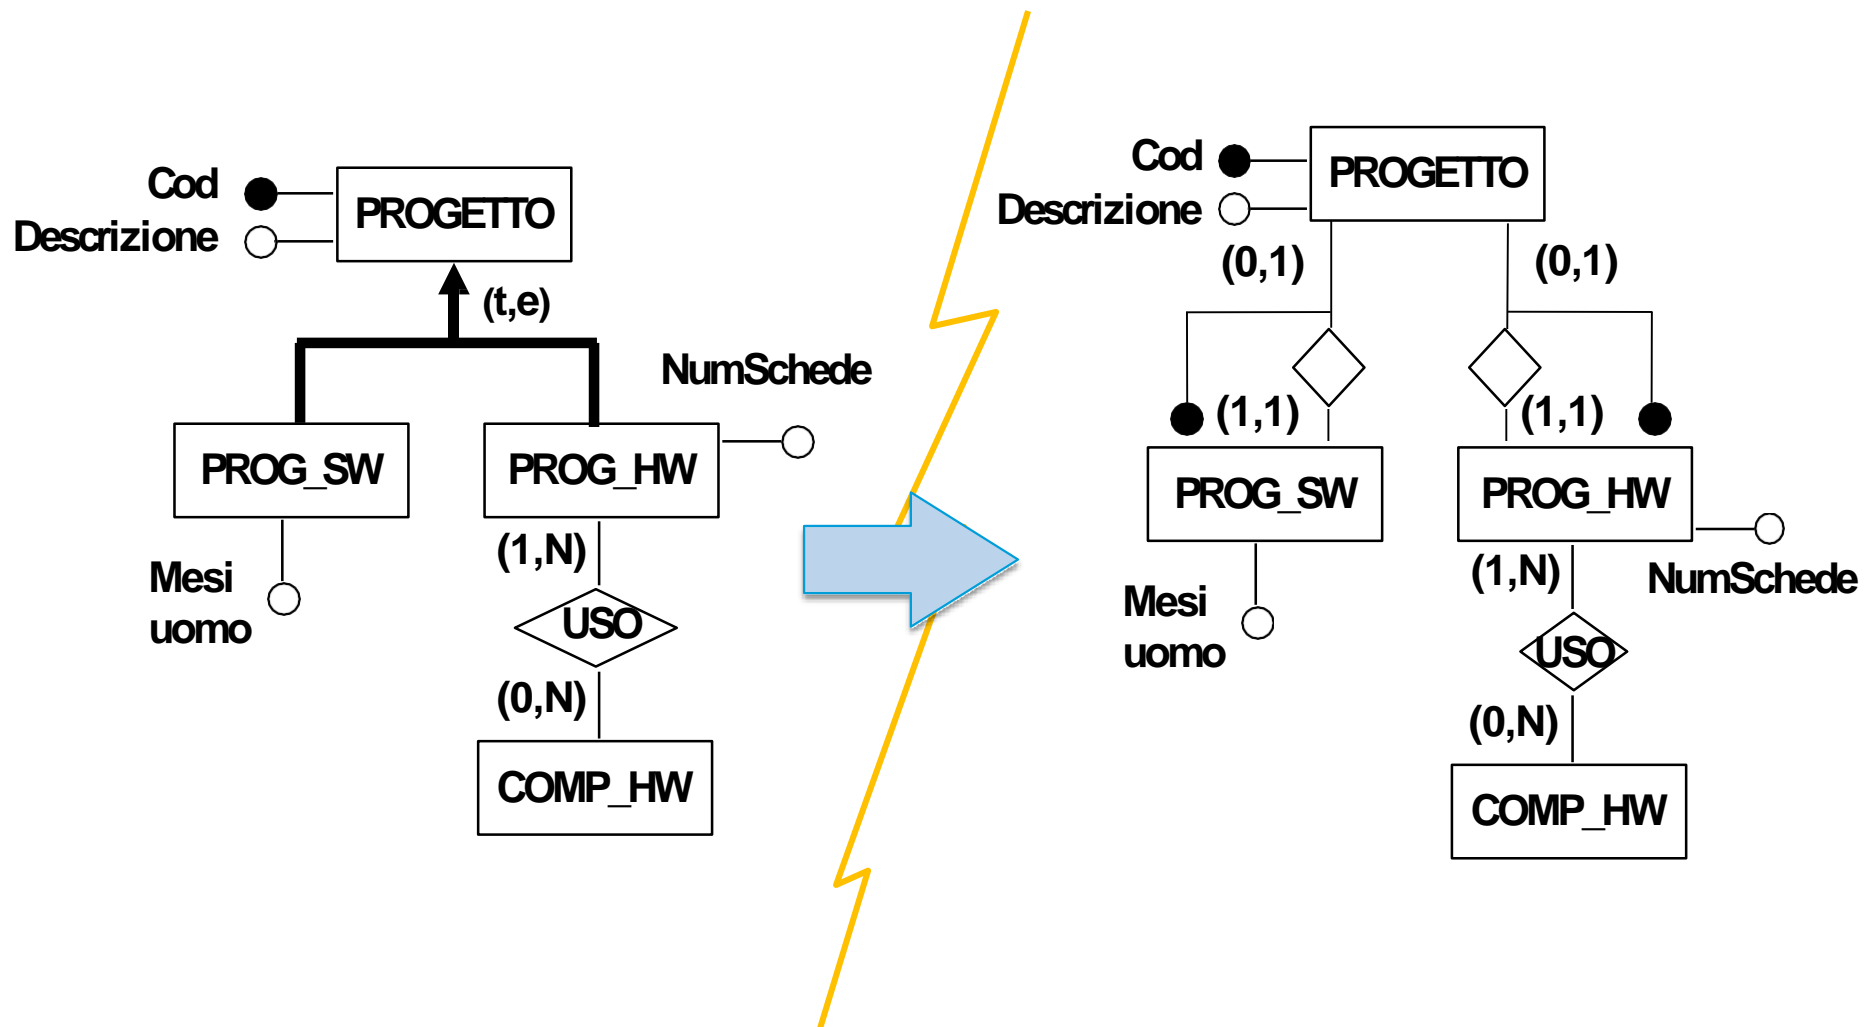 Cod
Descrizione
PROGETTO
(t,e)
NumSchede
PROG_SW
PROG_HW
Mesi
uomo
(1,N)
USO
(0,N)
COMP_HW
Cod
Descrizione
PROGETTO
(0,1)
(0,1)
(1,1)
(1,1)
PROG_SW
PROG_HW
Mesi
uomo
(1,N)
NumSchede
USO
(0,N)
COMP_HW